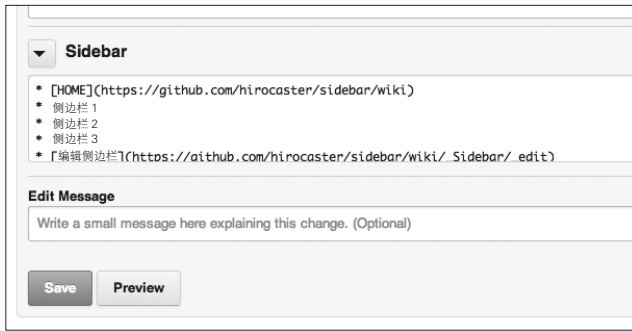 Sidebar
* [HOME](https://github.com/hirocaster/sidebar/wiki)
* 侧边栏 1
* 侧边栏 2
* 侧边栏 3
* [编辑侧边栏](https://github.com/hirocaster/sidebar/wiki/_Sidebar/_edit)
Edit Message
Write a small message here explaining this change. (Optional)
Save Preview